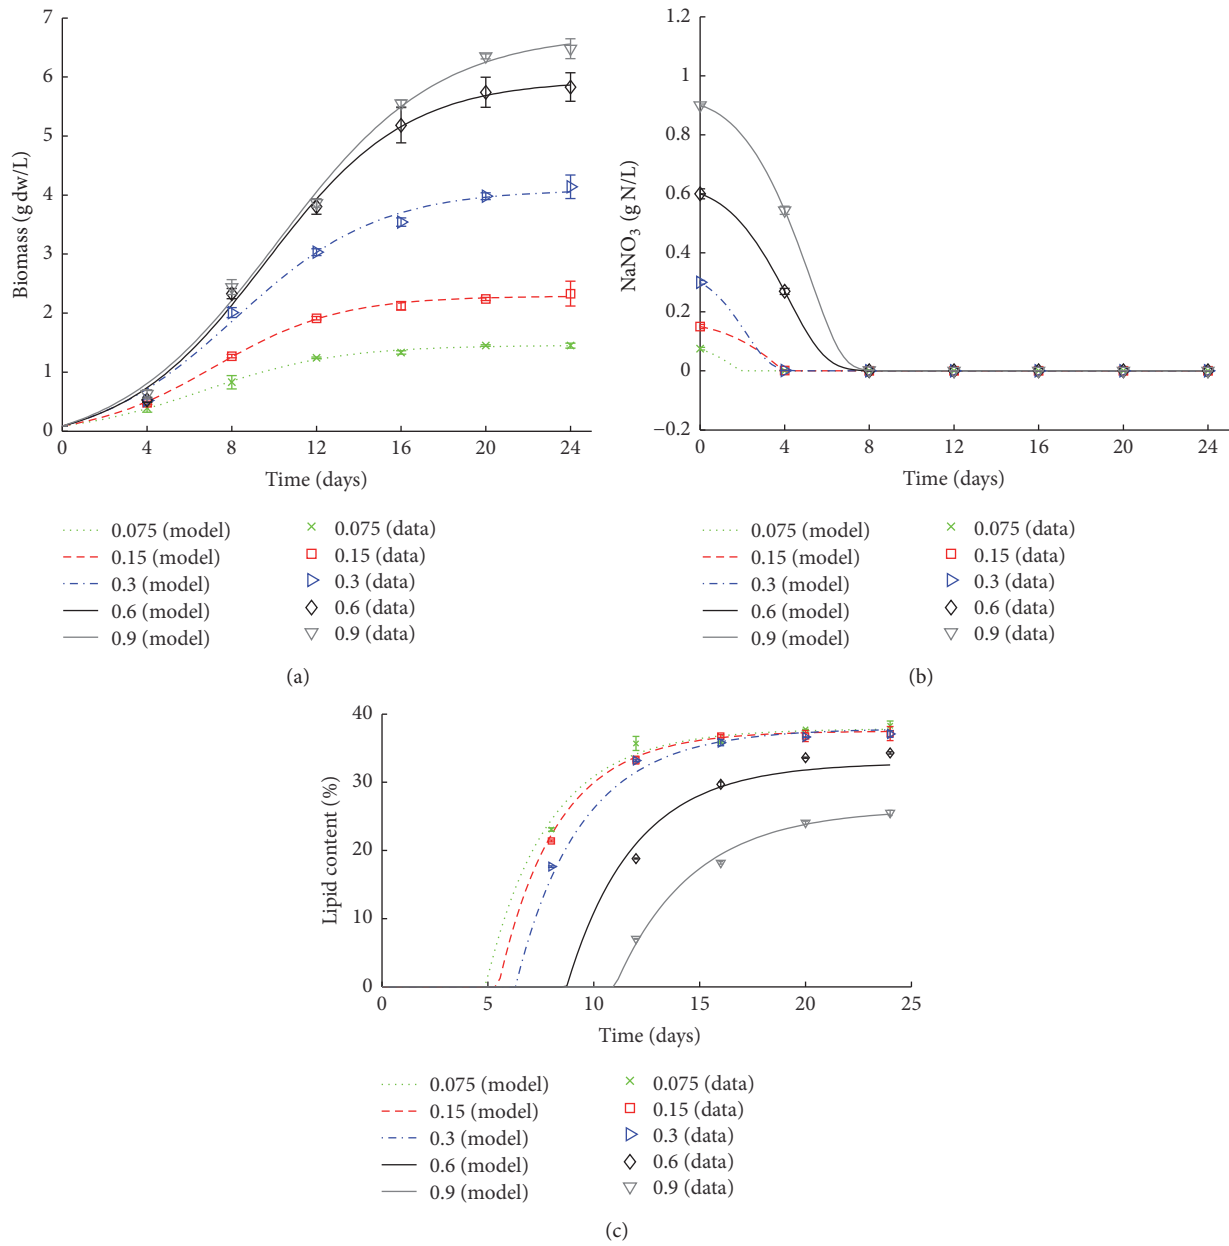 7
6
5
4
3
2
1
0
Biomass (g dw/L)
0 4 8 12 16 20 24
Time (days)
0.075 (model)
0.15 (model)
0.3 (model)
0.6 (model)
0.9 (model)
0.075 (data)
0.15 (data)
0.3 (data)
0.6 (data)
0.9 (data)
(a)
1.2
1
0.8
0.6
0.4
0.2
0
−0.2
NaNO3 (g N/L)
0 4 8 12 16 20 24
Time (days)
0.075 (model)
0.15 (model)
0.3 (model)
0.6 (model)
0.9 (model)
0.075 (data)
0.15 (data)
0.3 (data)
0.6 (data)
0.9 (data)
(b)
40
30
20
10
0
Lipid content (%)
0 5 10 15 20 25
Time (days)
0.075 (model)
0.15 (model)
0.3 (model)
0.6 (model)
0.9 (model)
0.075 (data)
0.15 (data)
0.3 (data)
0.6 (data)
0.9 (data)
(c)